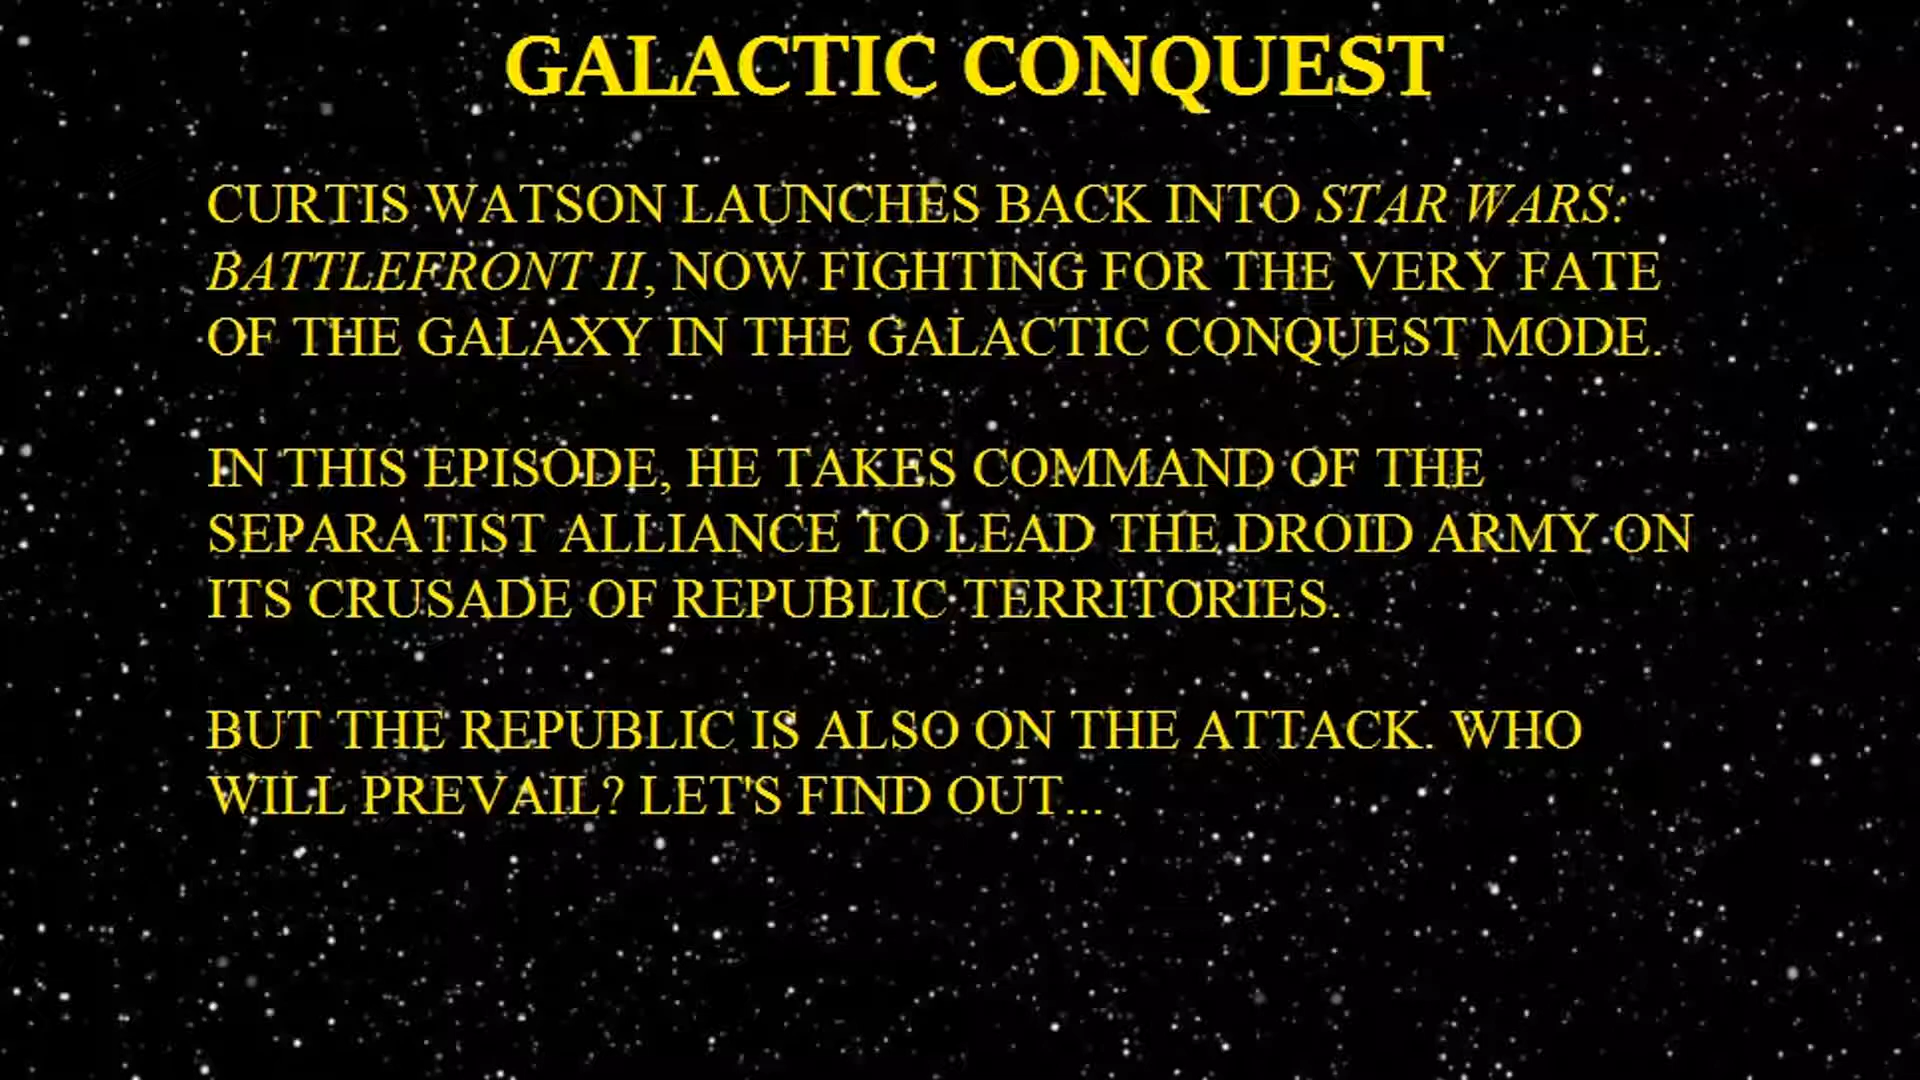 GALACTIC CONQUEST
CURTIS WATSON LAUNCHES BACK INTO STAR WARS:
BATTLEFRONT II, NOW FIGHTING FOR THE VERY FATE
OF THE GALAXY IN THE GALACTIC CONQUEST MODE.
IN THIS EPISODE, HE TAKES COMMAND OF THE
SEPARATIST ALLIANCE TO LEAD THE DROID ARMY ON
ITS CRUSADE OF REPUBLIC TERRITORIES.
BUT THE REPUBLIC IS ALSO ON THE ATTACK. WHO
WILL PREVAIL? LET'S FIND OUT...